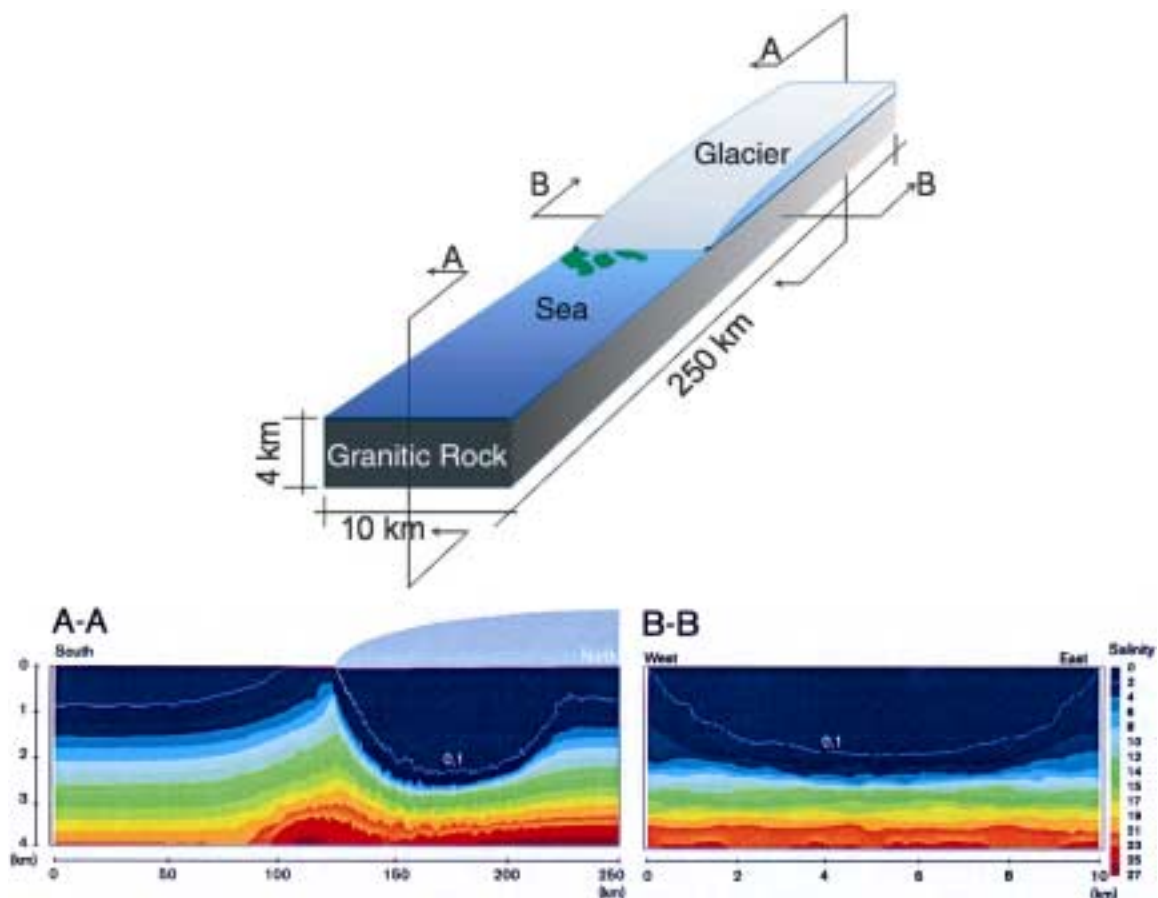 A
Glacier
B
B
A
Sea
250 km
4 km
Granitic Rock
10 km
A-A
South
North
0
1
2
3
4
(km)
0,1
0
50
100
150
200
250
(km)
B-B
West
East
0,1
0
2
4
6
8
10
(km)
Salinity
0
2
4
6
8
10
12
14
15
17
19
21
23
25
27